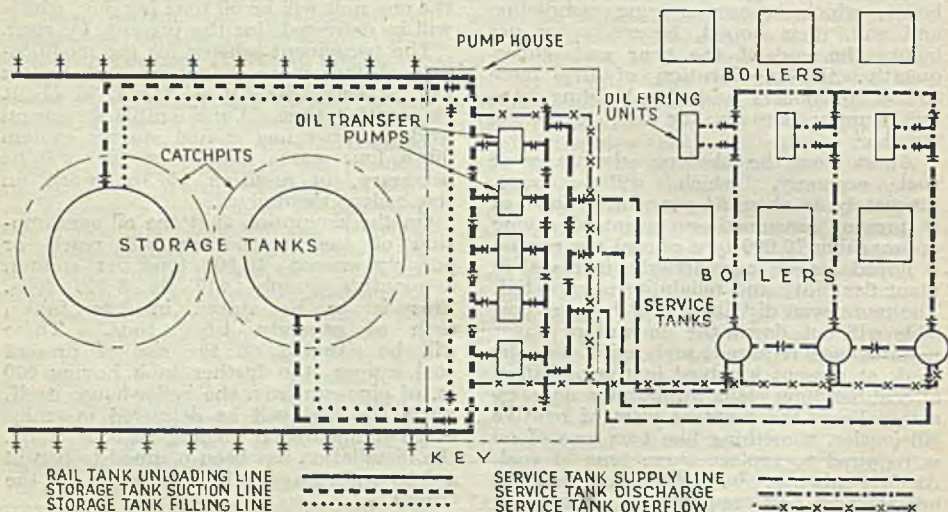 PUMP HOUSE
BOILERS
OIL FIRING
UNITS
OIL TRANSFER
PUMPS
CATCHPITS
STORAGE TANKS
BOILERS
SERVICE
TANKS
KEY
RAIL TANK UNLOADING LINE
STORAGE TANK SUCTION LINE
STORAGE TANK FILLING LINE
SERVICE TANK SUPPLY LINE
SERVICE TANK DISCHARGE
SERVICE TANK OVERFLOW